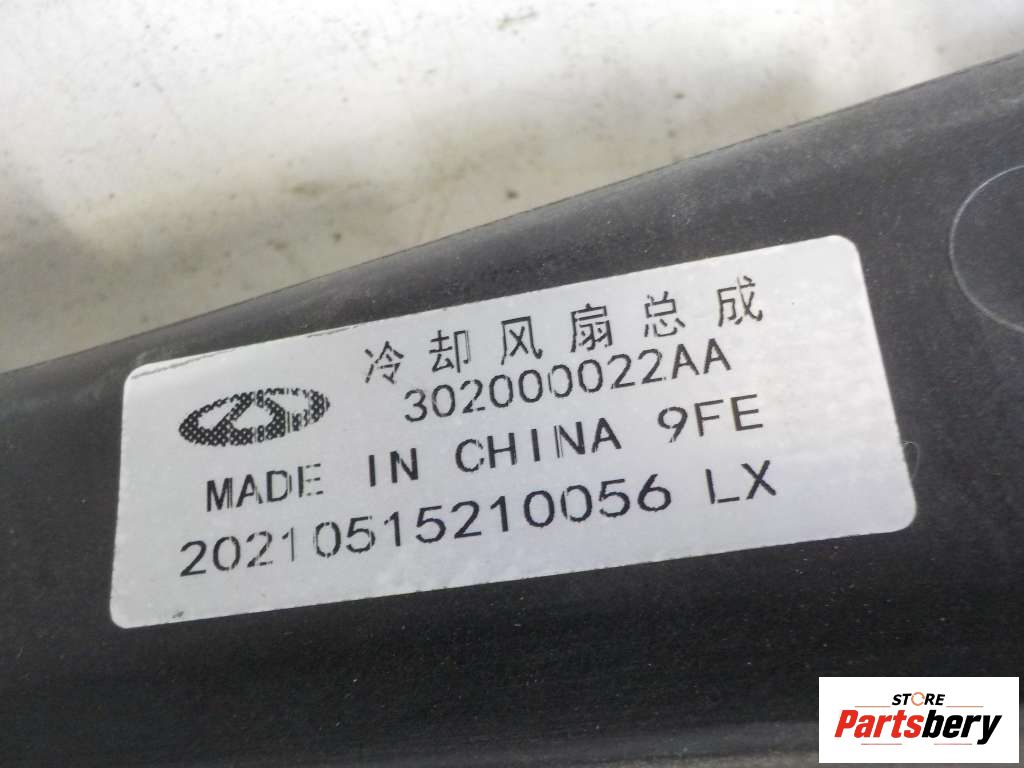 冷却风扇总成
302000022AA
MADE IN CHINA 9FE
20210515210056 LX
STORE
Partsbery